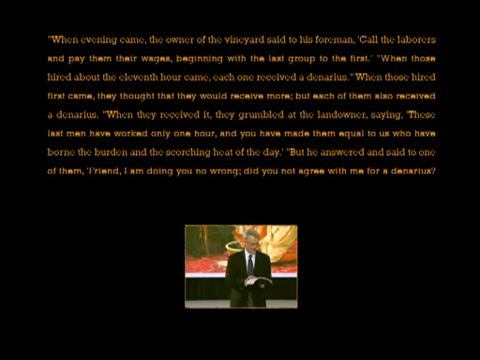 "When evening came, the owner of the vineyard said to his foreman, 'Call the laborers
and pay them their wages, beginning with the last group to the first.' "When those
hired about the eleventh hour came, each one received a denarius." When those hired
first came, they thought that they would receive more; but each of them also received
a denarius. "When they received it, they grumbled at the landowner, saying, 'These
last men have worked only one hour, and you have made them equal to us who have
borne the burden and the scorching heat of the day.' "But he answered and said to one
of them, 'Friend, I am doing you no wrong; did you not agree with me for a denarius?